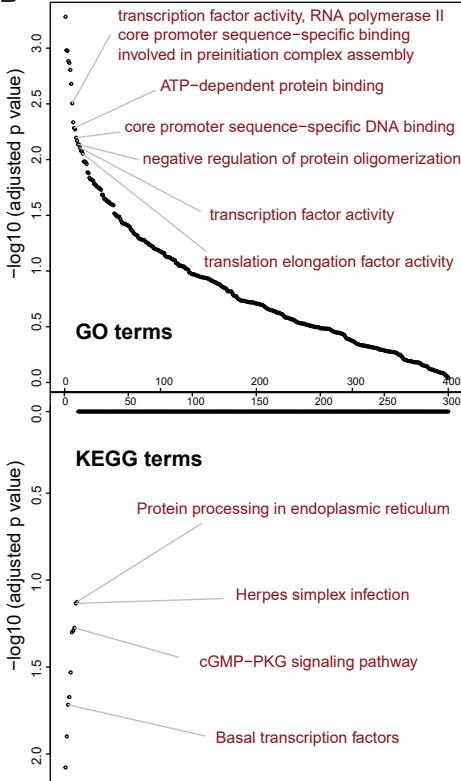 transcription factor activity, RNA polymerase II
core promoter sequence−specific binding
involved in preinitiation complex assembly
ATP−dependent protein binding
core promoter sequence−specific DNA binding
negative regulation of protein oligomerization
transcription factor activity
translation elongation factor activity
GO terms
−log10 (adjusted p value)
3.0
2.5
2.0
1.5
1.0
0.5
0.0
0 100 200 300 400
0 50 100 150 200 250 300
0.0
KEGG terms
−log10 (adjusted p value)
0.5
1.0
1.5
2.0
Protein processing in endoplasmic reticulum
Herpes simplex infection
cGMP−PKG signaling pathway
Basal transcription factors